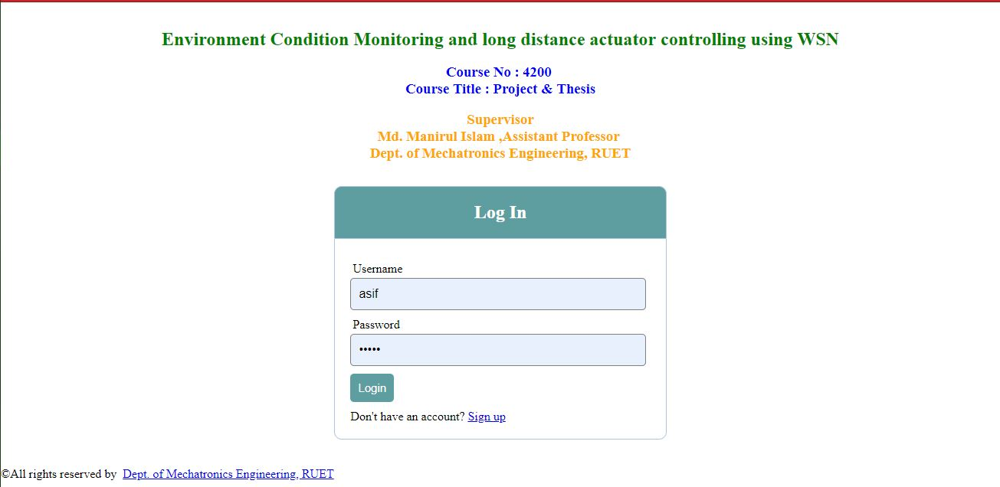 Environment Condition Monitoring and long distance actuator controlling using WSN
Course No : 4200
Course Title : Project & Thesis
Supervisor
Md. Manirul Islam ,Assistant Professor
Dept. of Mechatronics Engineering, RUET
Log In
Username
asif
Password
•••••
Login
Don't have an account? Sign up
©All rights reserved by Dept. of Mechatronics Engineering, RUET